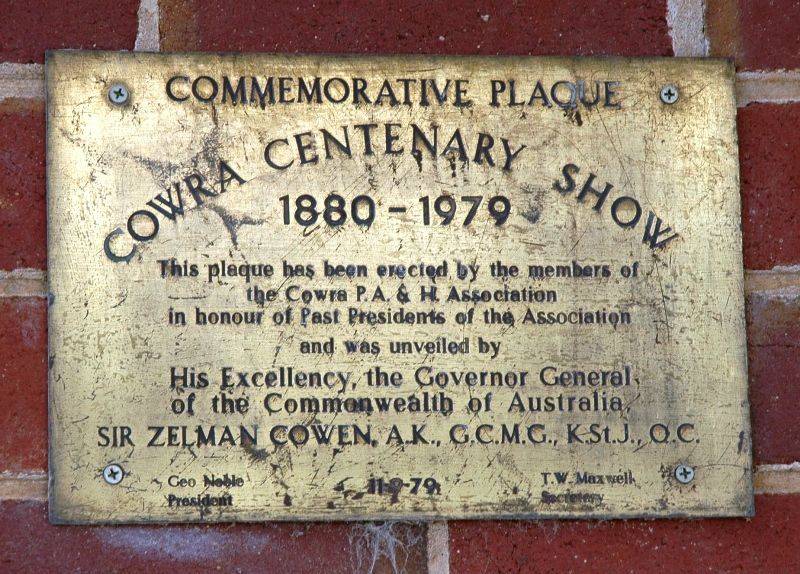 COMMEMORATIVE PLAQUE
COWRA CENTENARY SHOW
1880 - 1979
This plaque has been erected by the members of
the Cowra P.A. & H. Association
in honour of Past Presidents of the Association
and was unveiled by
His Excellency, the Governor General
of the Commonwealth of Australia,
SIR ZELMAN COWEN, A.K., G.C.M.G., K.St.J., Q.C.
Geo Noble 11-9-79 T.W. Maxwell
President Secretary